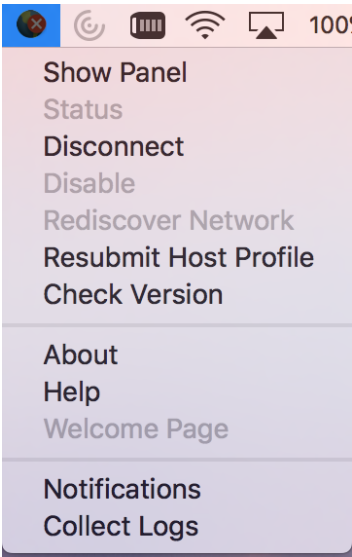 100%
Show Panel
Status
Disconnect
Disable
Rediscover Network
Resubmit Host Profile
Check Version
About
Help
Welcome Page
Notifications
Collect Logs